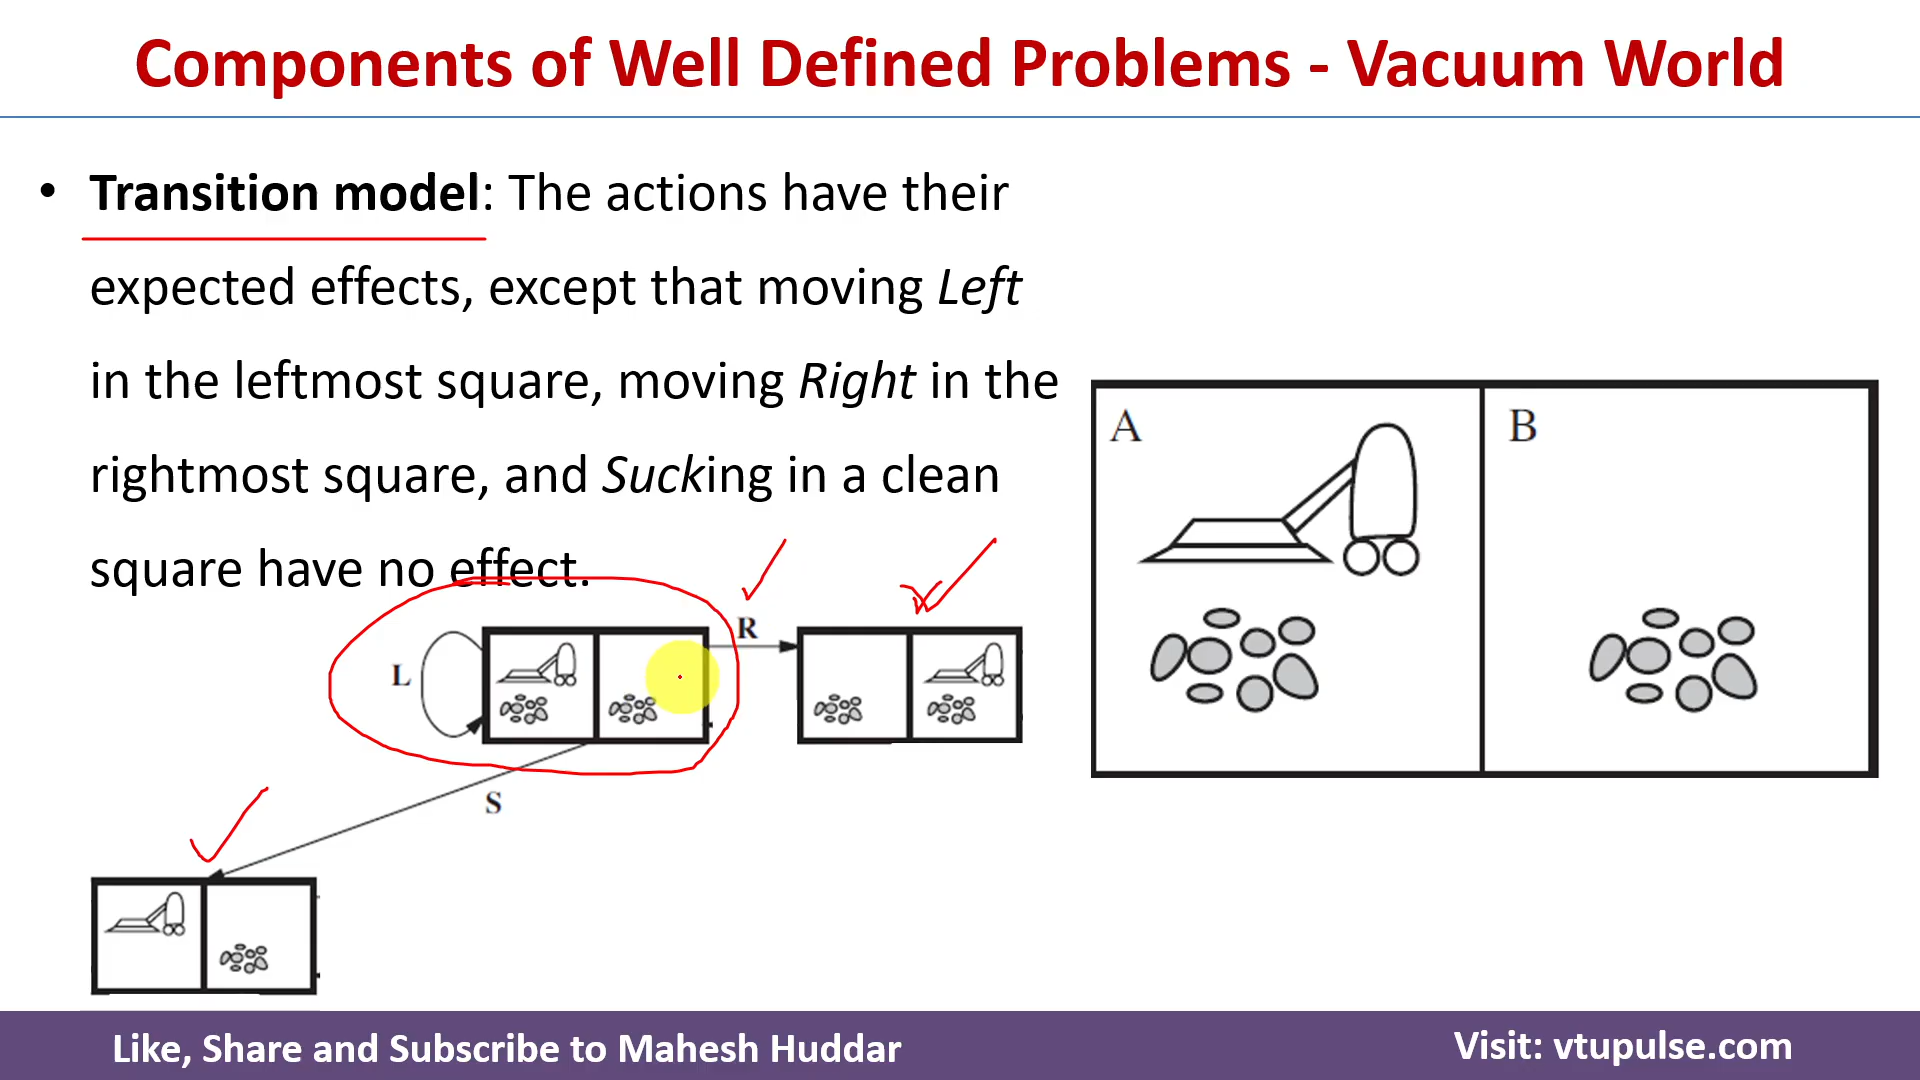 Components of Well Defined Problems - Vacuum World
• Transition model: The actions have their
expected effects, except that moving Left
in the leftmost square, moving Right in the
rightmost square, and Sucking in a clean
square have no effect.
A
B
R
L
S
Like, Share and Subscribe to Mahesh Huddar
Visit: vtupulse.com